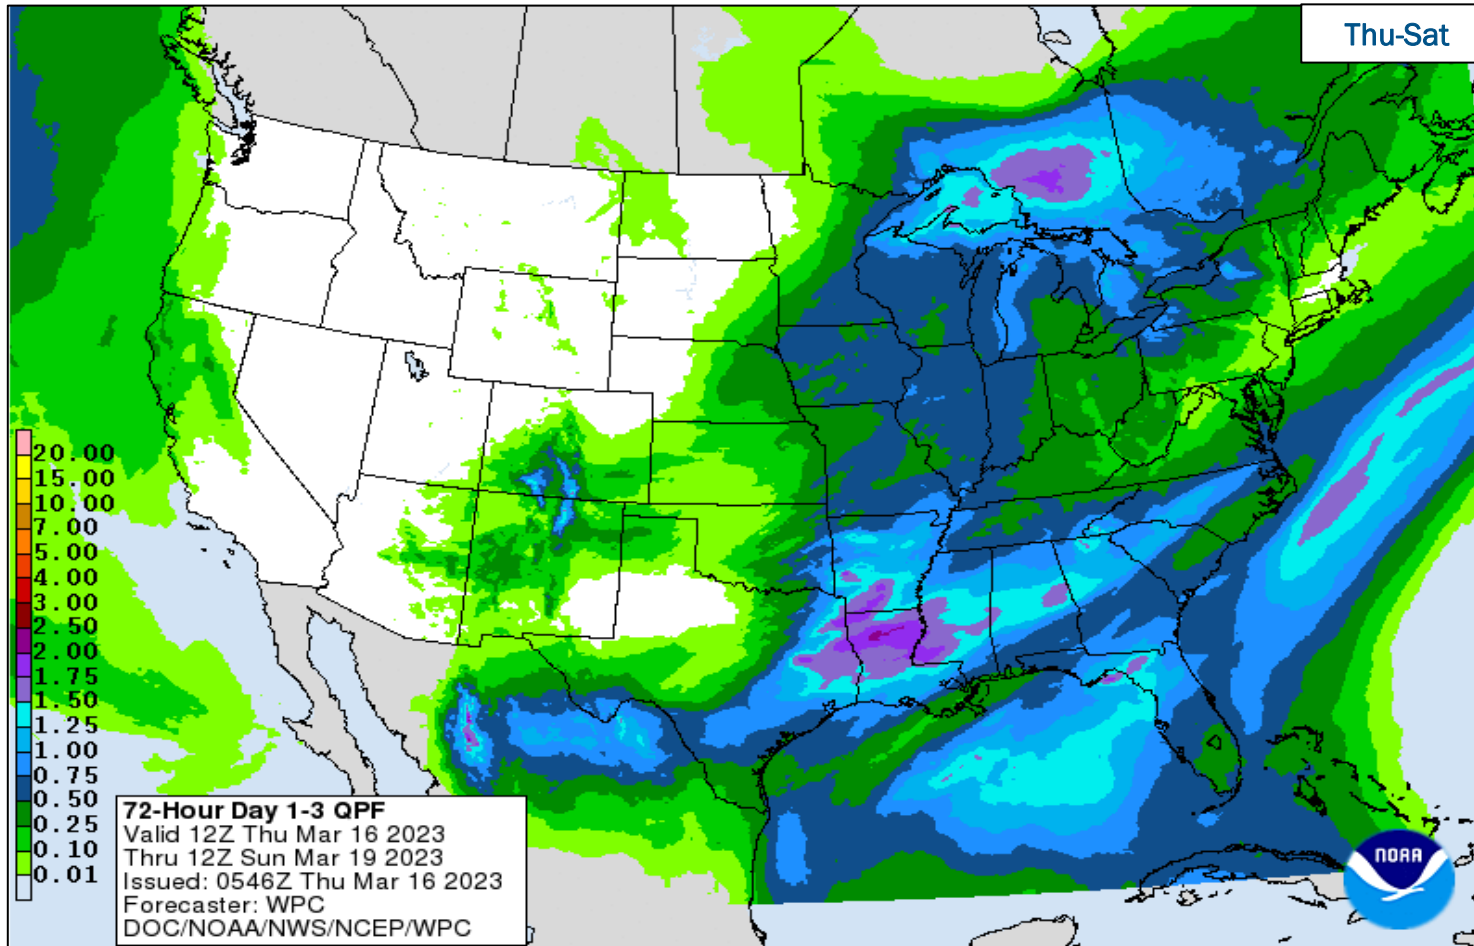 Thu-Sat
20.00
15.00
10.00
7.00
5.00
4.00
3.00
2.50
2.00
1.75
1.50
1.25
1.00
0.75
0.50
0.25
0.10
0.01
72-Hour Day 1-3 QPF
Valid 12Z Thu Mar 16 2023
Thru 12Z Sun Mar 19 2023
Issued: 0546Z Thu Mar 16 2023
Forecaster: WPC
DOC/NOAA/NWS/NCEP/WPC
NOAA